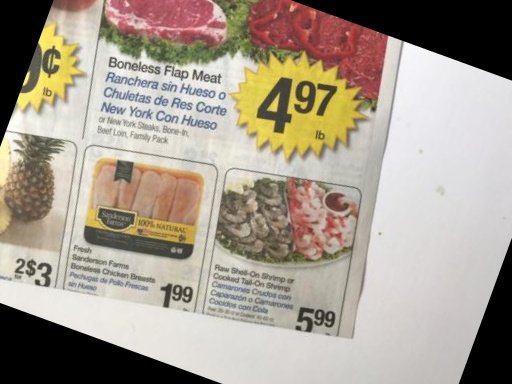 ¢
lb
Boneless Flap Meat
Ranchera sin Hueso o
Chuletas de Res Corte
New York Con Hueso
or New York Steaks, Bone-In,
Beef Loin, Family Pack
4.97
lb
Sanderson
Farms
100% NATURAL
2 for $3
Fresh
Sanderson Farms
Boneless Chicken Breasts
Pechugas de Pollo Frescas
sin Hueso
1.99
Raw Shell-On Shrimp or
Cooked Tail-On Shrimp
Camarones Crudos con
Caparazón o Camarones
Cocidos con Cola
5.99